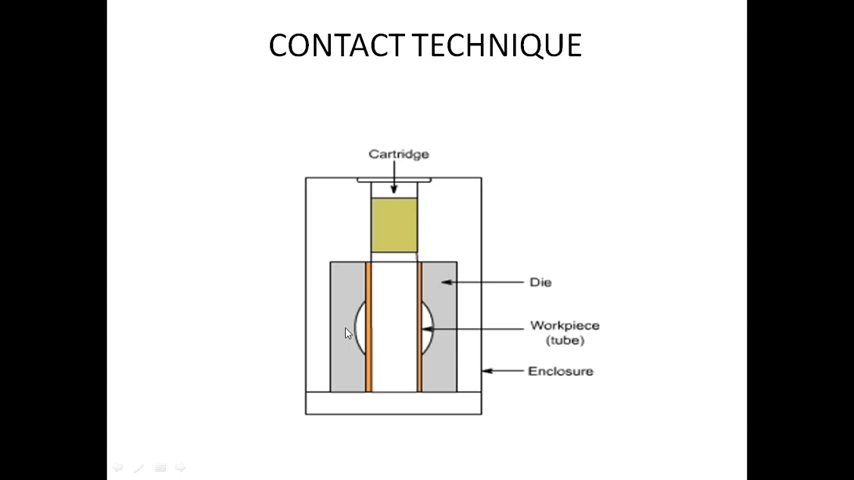 CONTACT TECHNIQUE
Cartridge
Die
Workpiece
(tube)
Enclosure